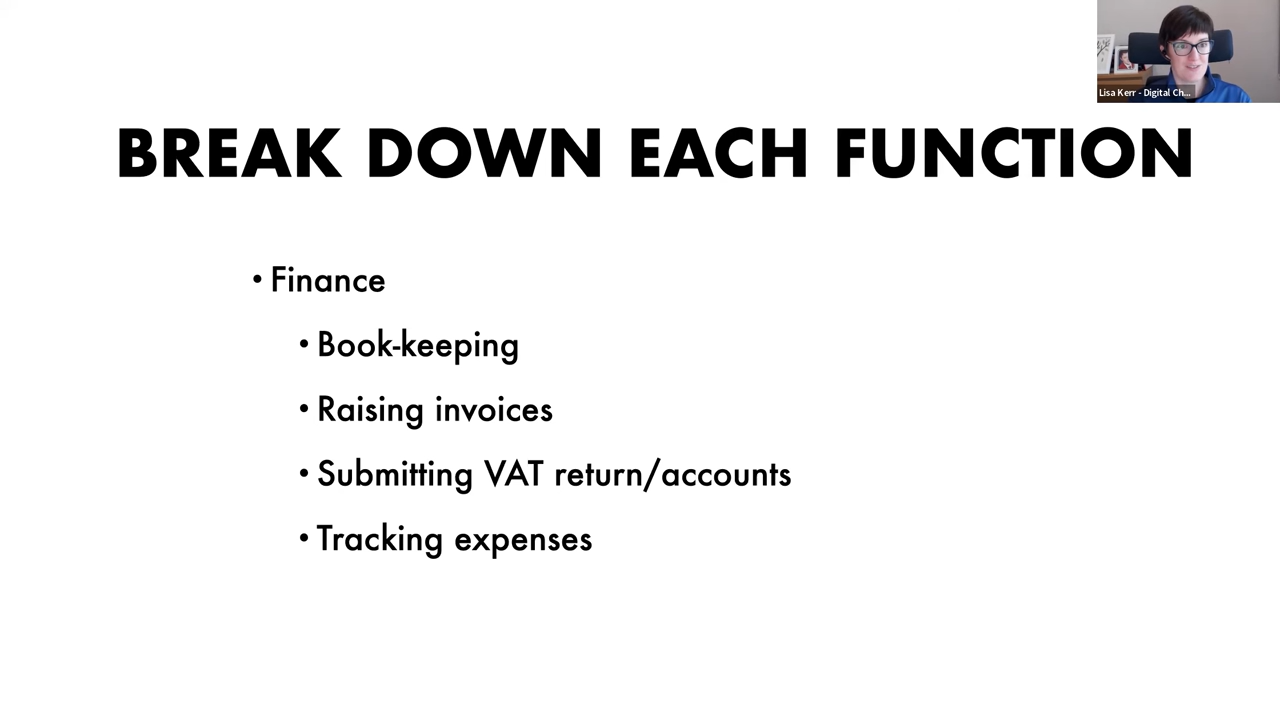 Lisa Kerr - Digital Ch...
BREAK DOWN EACH FUNCTION
• Finance
• Book-keeping
• Raising invoices
• Submitting VAT return/accounts
• Tracking expenses